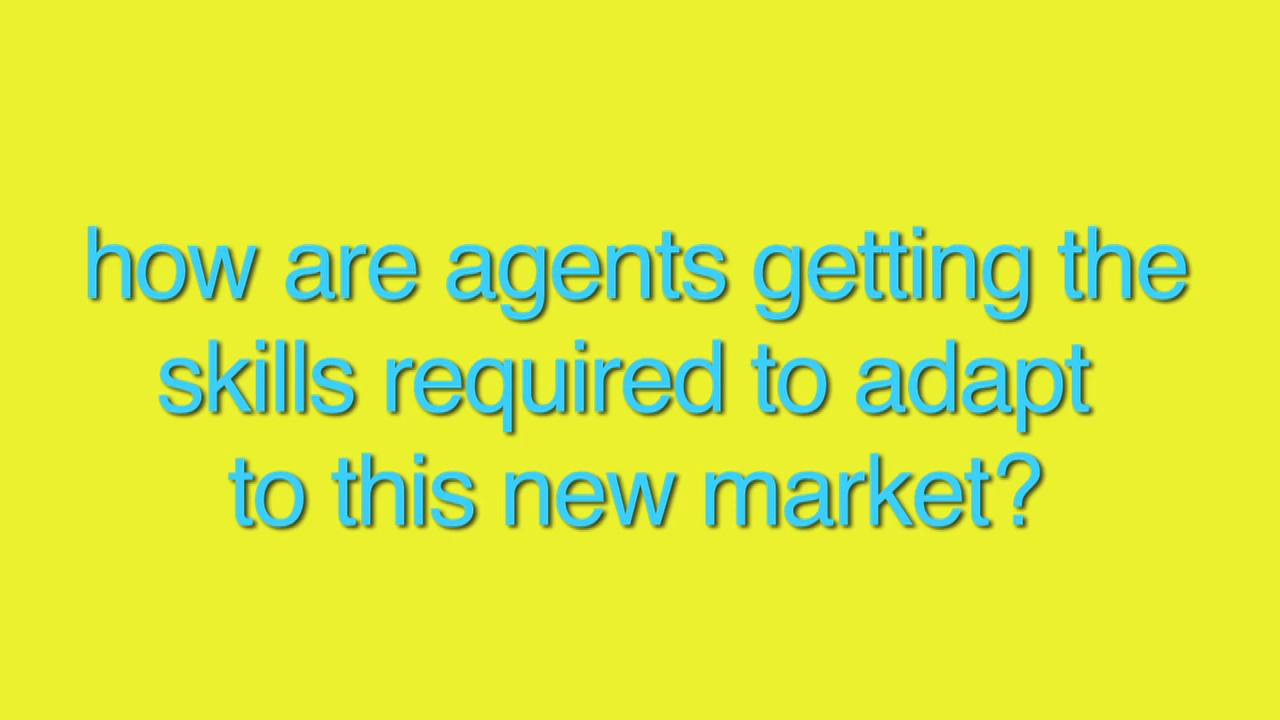 how are agents getting the
skills required to adapt
to this new market?